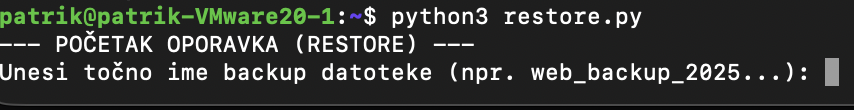 patrik@patrik-VMware20-1:~$ python3 restore.py
--- POČETAK OPORAVKA (RESTORE) ---
Unesi točno ime backup datoteke (npr. web_backup_2025...):